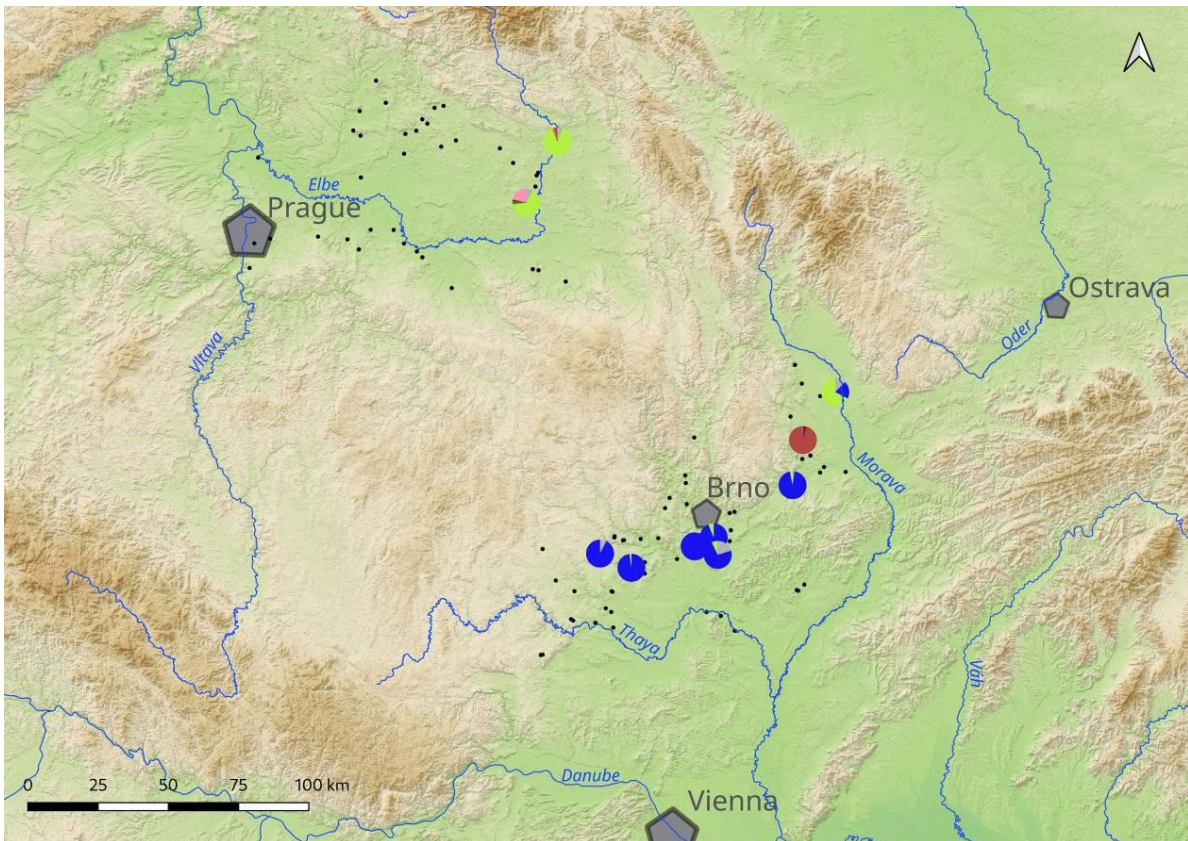 Elbe
Prague
Ostrava
Oder
Vltava
Morava
Brno
Thaya
Váh
0 25 50 75 100 km
Danube
Vienna